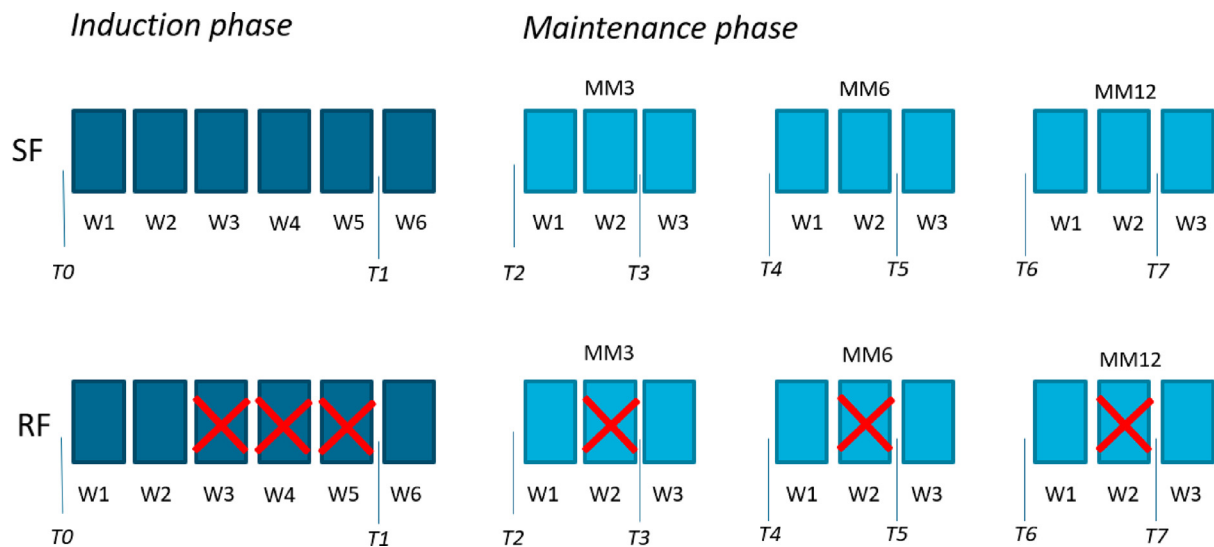 Induction phase
Maintenance phase
MM3 MM6 MM12
SF
W1 W2 W3 W4 W5 W6 W1 W2 W3 W1 W2 W3 W1 W2 W3
T0 T1 T2 T3 T4 T5 T6 T7
MM3 MM6 MM12
RF
W1 W2 W3 W4 W5 W6 W1 W2 W3 W1 W2 W3 W1 W2 W3
T0 T1 T2 T3 T4 T5 T6 T7